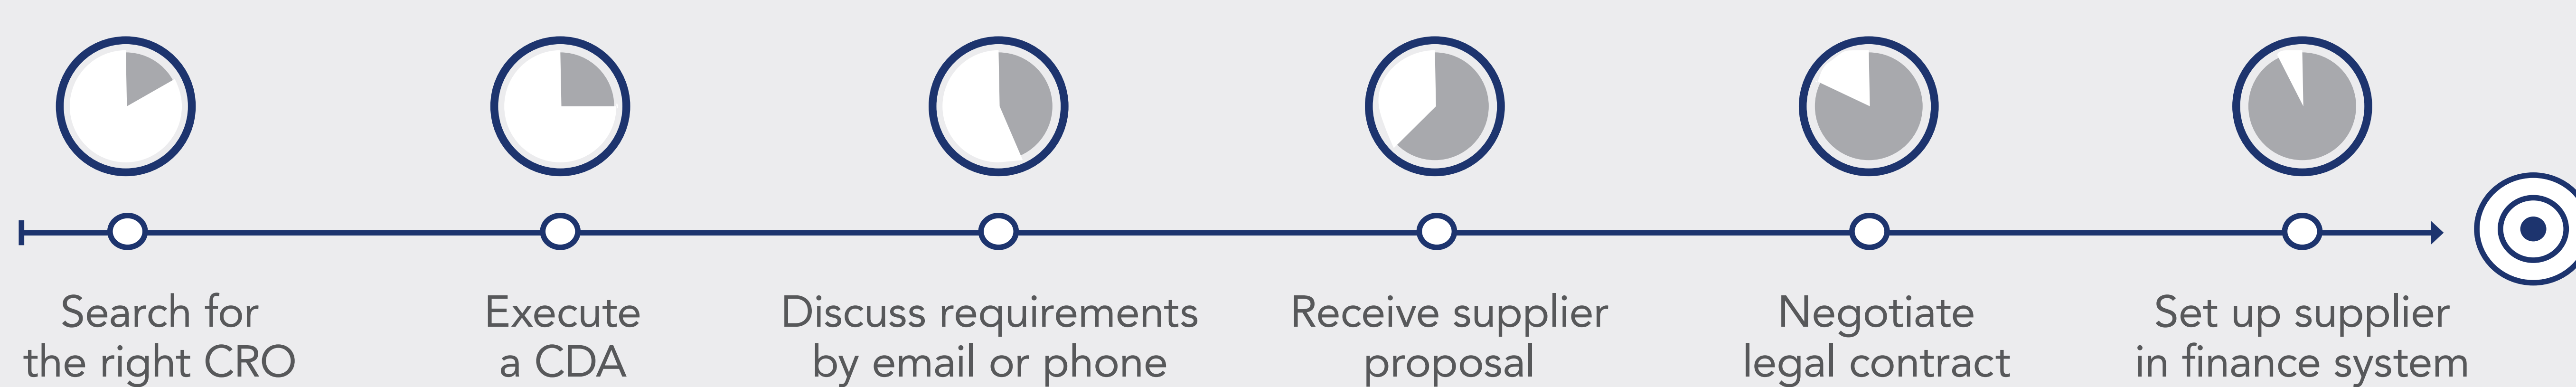 Search for
the right CRO
Execute
a CDA
Discuss requirements
by email or phone
Receive supplier
proposal
Negotiate
legal contract
Set up supplier
in finance system